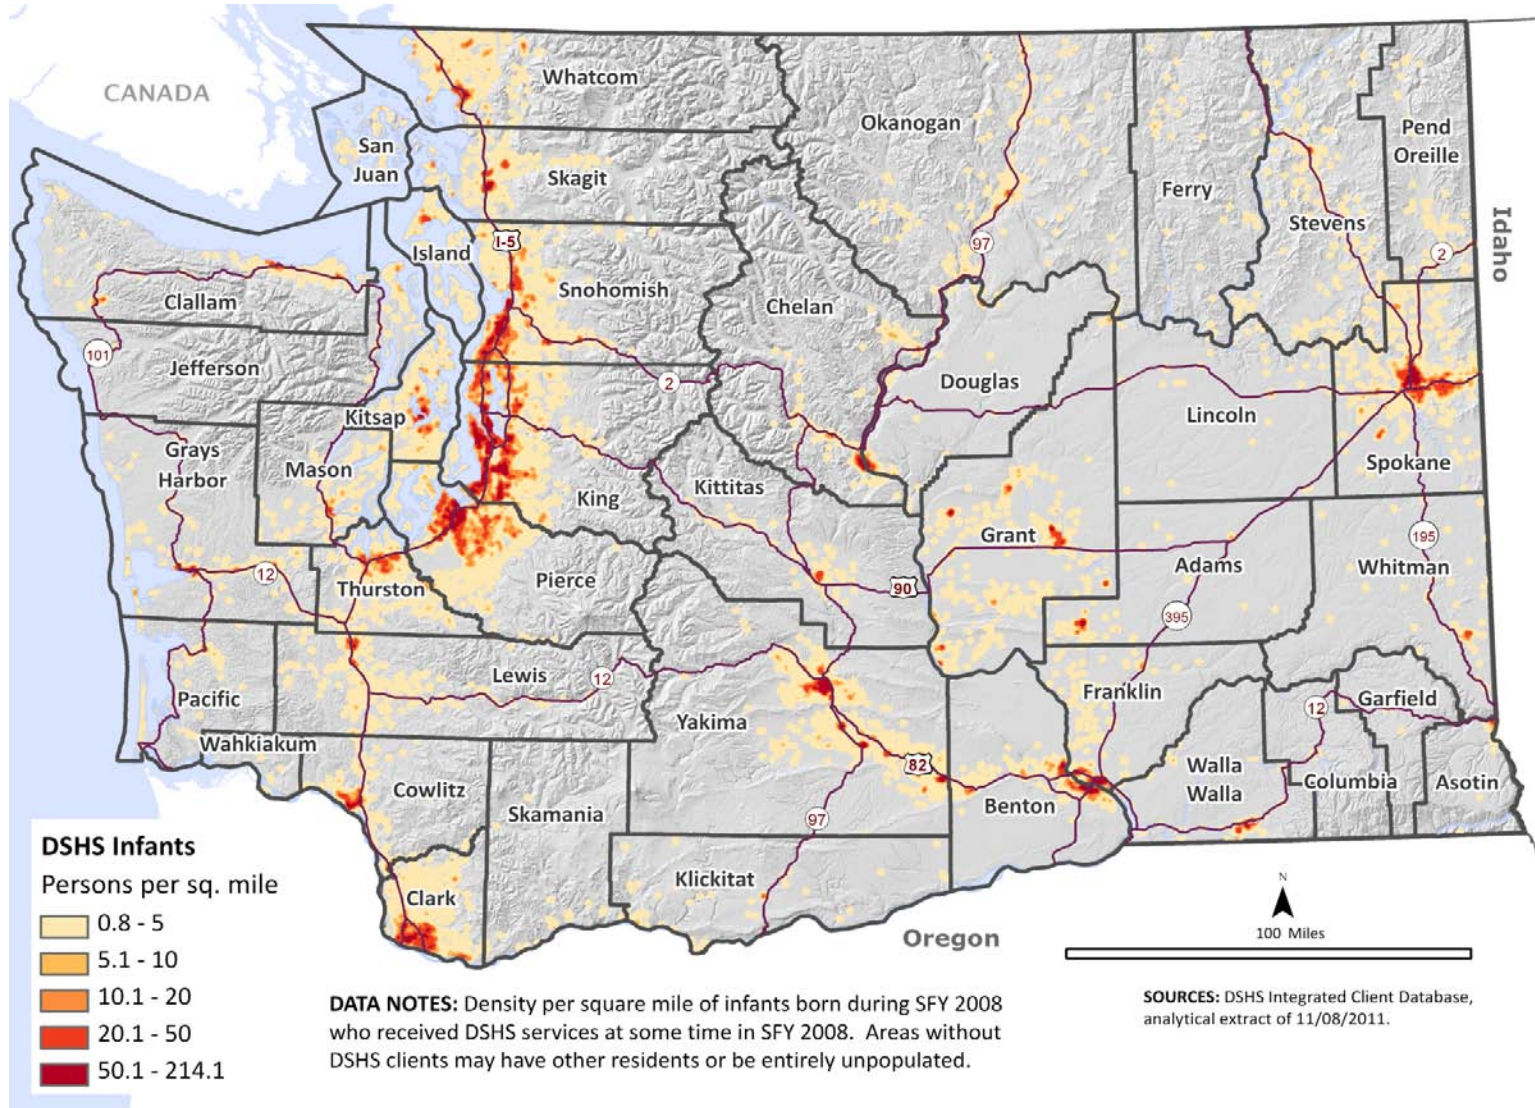 CANADA
Whatcom
Okanogan
Pend
Oreille
San
Juan
Skagit
Ferry
Stevens
Idaho
I-5
97
2
Island
Snohomish
Clallam
Chelan
101
Jefferson
Douglas
2
Kitsap
Lincoln
Grays
Harbor
Mason
King
Kittitas
Spokane
Grant
195
Adams
Whitman
12
Thurston
Pierce
90
395
Lewis
12
Pacific
Yakima
Franklin
Garfield
12
Wahkiakum
82
Walla
Walla
Columbia
Asotin
Cowlitz
Skamania
Benton
97
Klickitat
Clark
Oregon
N
100 Miles
DSHS Infants
Persons per sq. mile
0.8 - 5
5.1 - 10
10.1 - 20
20.1 - 50
50.1 - 214.1
DATA NOTES: Density per square mile of infants born during SFY 2008
who received DSHS services at some time in SFY 2008. Areas without
DSHS clients may have other residents or be entirely unpopulated.
SOURCES: DSHS Integrated Client Database,
analytical extract of 11/08/2011.